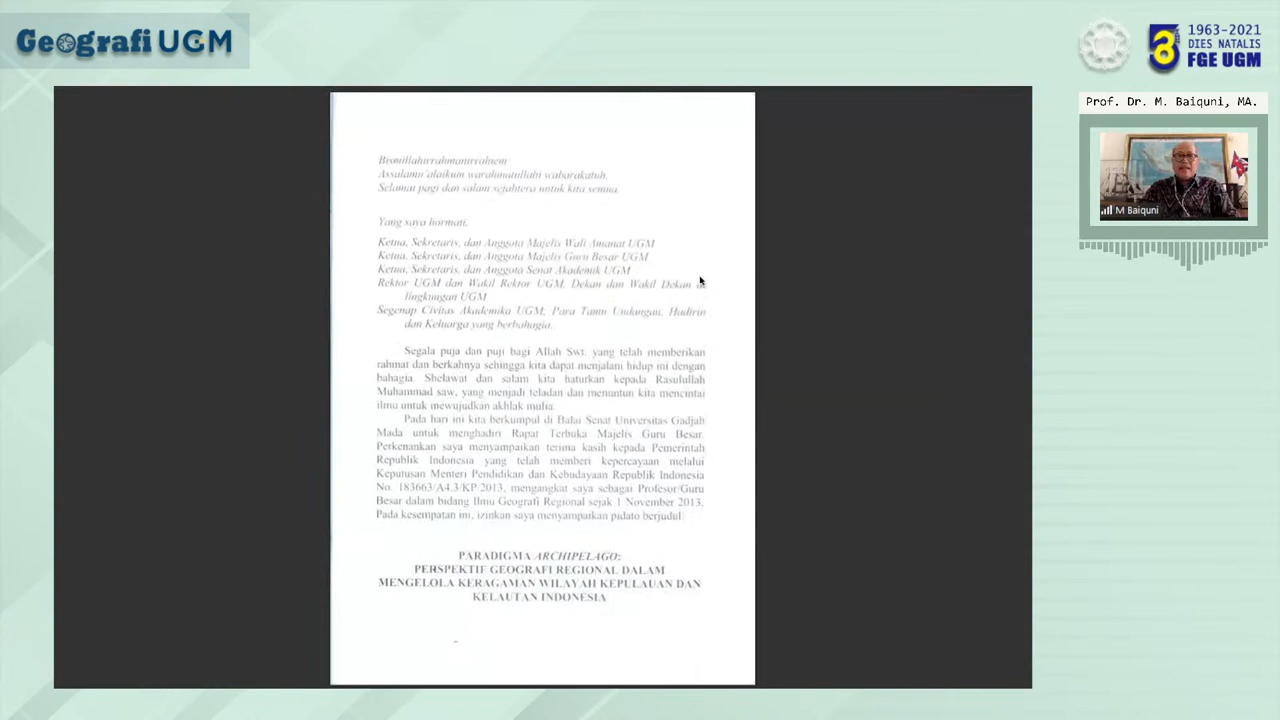 Geografi UGM
1963-2021
DIES NATALIS
FGE UGM
Prof. Dr. M. Baiquni, MA.
M Baiquni
Bismillahirrahmanirrahiem
Assalamu'alaikum warahmatullahi wabarakatuh,
Selamat pagi dan salam sejahtera untuk kita semua.
Yang saya hormati,
Ketua, Sekretaris, dan Anggota Majelis Wali Amanat UGM
Ketua, Sekretaris, dan Anggota Majelis Guru Besar UGM
Ketua, Sekretaris, dan Anggota Senat Akademik UGM
Rektor UGM dan Wakil Rektor UGM, Dekan dan Wakil Dekan di
lingkungan UGM
Segenap Civitas Akademika UGM, Para Tamu Undangan, Hadirin
dan Keluarga yang berbahagia.
Segala puja dan puji bagi Allah Swt. yang telah memberikan
rahmat dan berkahnya sehingga kita dapat menjalani hidup ini dengan
bahagia. Shelawat dan salam kita haturkan kepada Rasulullah
Muhammad saw, yang menjadi teladan dan menuntun kita mencintai
ilmu untuk mewujudkan akhlak mulia.
Pada hari ini kita berkumpul di Balai Senat Universitas Gadjah
Mada untuk menghadiri Rapat Terbuka Majelis Guru Besar.
Perkenankan saya menyampaikan terima kasih kepada Pemerintah
Republik Indonesia yang telah memberi kepercayaan melalui
Keputusan Menteri Pendidikan dan Kebudayaan Republik Indonesia
No. 183663/A4.3/KP/2013, mengangkat saya sebagai Profesor/Guru
Besar dalam bidang Ilmu Geografi Regional sejak 1 November 2013.
Pada kesempatan ini, izinkan saya menyampaikan pidato berjudul:
PARADIGMA ARCHIPELAGO:
PERSPEKTIF GEOGRAFI REGIONAL DALAM
MENGELOLA KERAGAMAN WILAYAH KEPULAUAN DAN
KELAUTAN INDONESIA